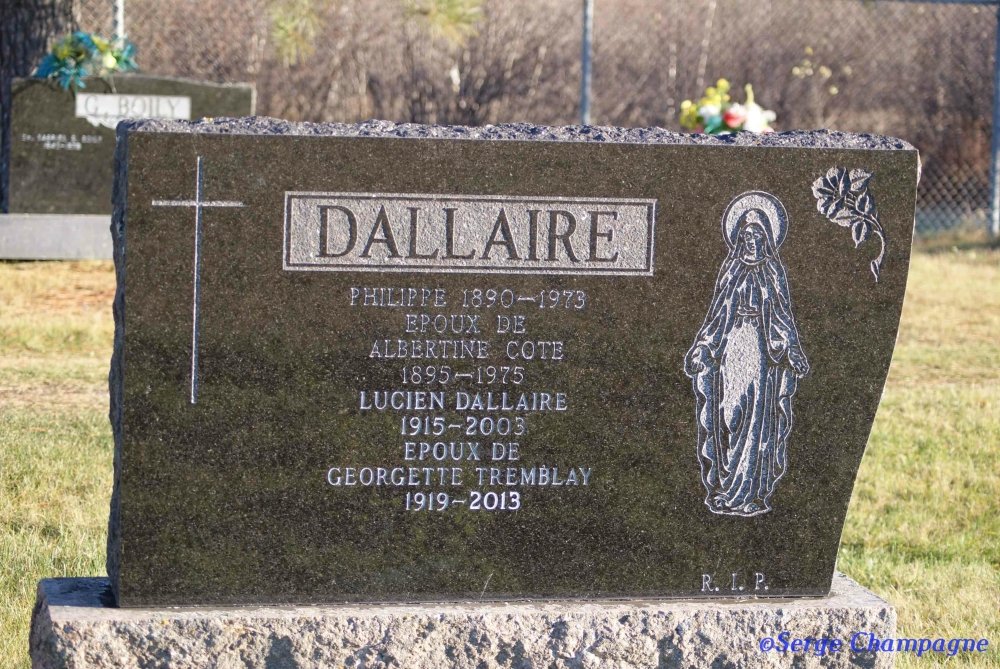 G. BOILY
DALLAIRE
PHILIPPE 1890-1973
EPOUX DE
ALBERTINE COTE
1895-1975
LUCIEN DALLAIRE
1915-2003
EPOUX DE
GEORGETTE TREMBLAY
1919-2013
R. I. P.
©Serge Champagne